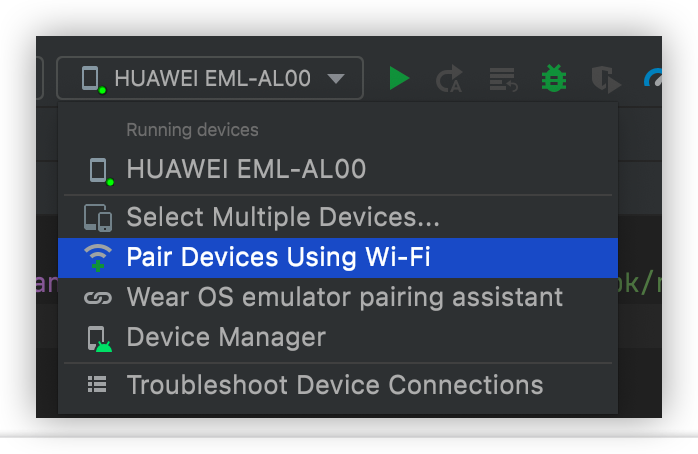 HUAWEI EML-AL00
Running devices
HUAWEI EML-AL00
Select Multiple Devices...
Pair Devices Using Wi-Fi
Wear OS emulator pairing assistant
Device Manager
Troubleshoot Device Connections